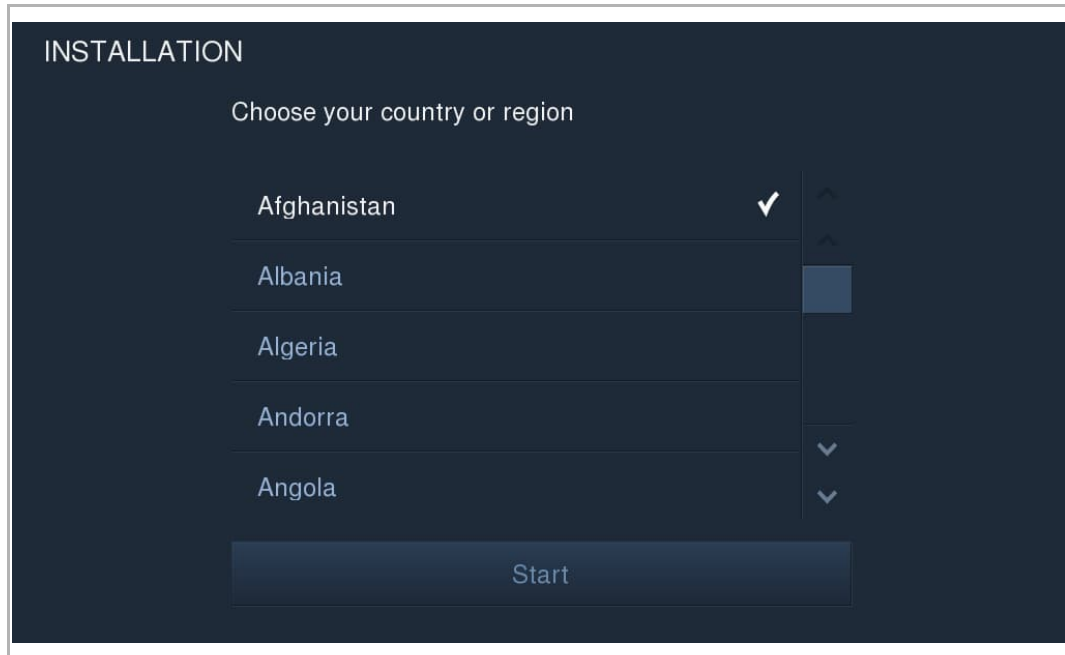 INSTALLATION
Choose your country or region
Afghanistan
Albania
Algeria
Andorra
Angola
Start